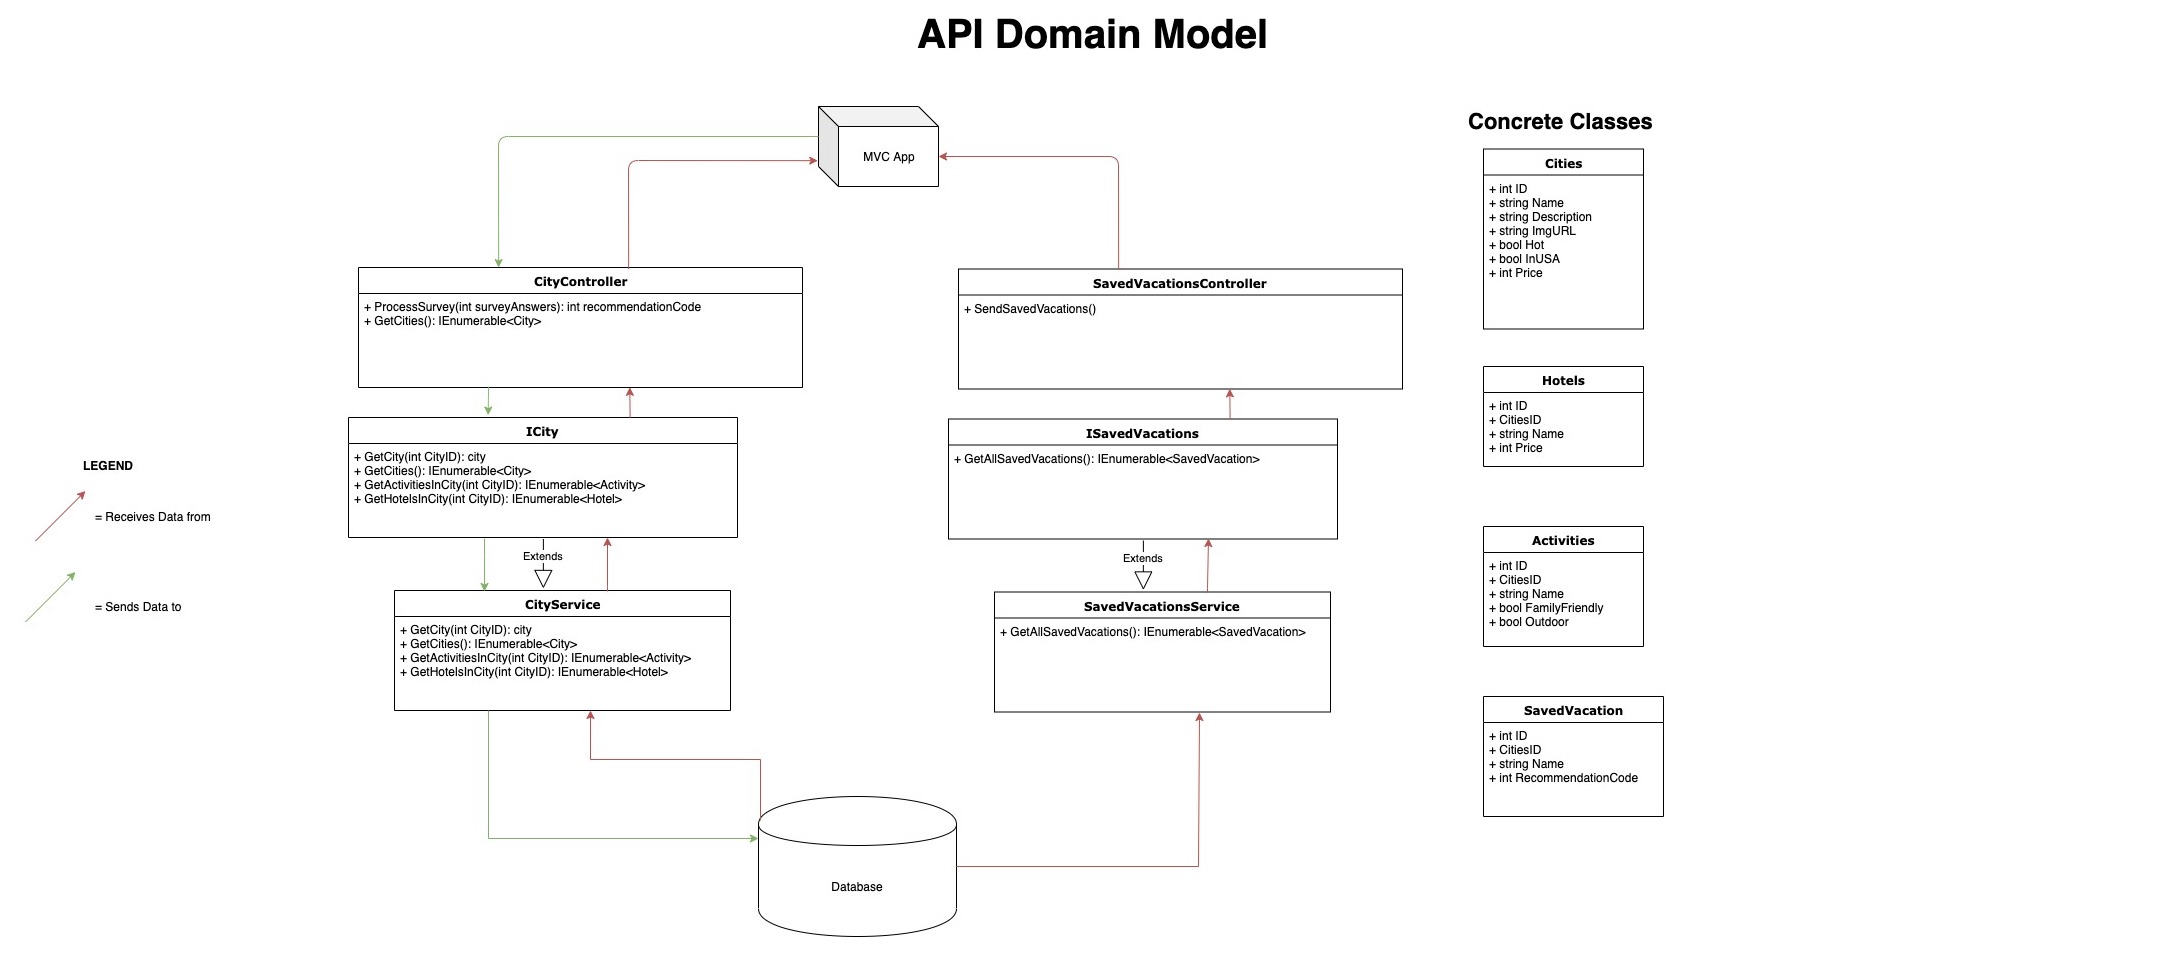 API Domain Model
MVC App
CityController
+ ProcessSurvey(int surveyAnswers): int recommendationCode
+ GetCities(): IEnumerable<City>
ICity
+ GetCity(int CityID): city
+ GetCities(): IEnumerable<City>
+ GetActivitiesInCity(int CityID): IEnumerable<Activity>
+ GetHotelsInCity(int CityID): IEnumerable<Hotel>
Extends
CityService
+ GetCity(int CityID): city
+ GetCities(): IEnumerable<City>
+ GetActivitiesInCity(int CityID): IEnumerable<Activity>
+ GetHotelsInCity(int CityID): IEnumerable<Hotel>
SavedVacationsController
+ SendSavedVacations()
ISavedVacations
+ GetAllSavedVacations(): IEnumerable<SavedVacation>
Extends
SavedVacationsService
+ GetAllSavedVacations(): IEnumerable<SavedVacation>
Database
LEGEND
= Receives Data from
= Sends Data to
Concrete Classes
Cities
+ int ID
+ string Name
+ string Description
+ string ImgURL
+ bool Hot
+ bool InUSA
+ int Price
Hotels
+ int ID
+ CitiesID
+ string Name
+ int Price
Activities
+ int ID
+ CitiesID
+ string Name
+ bool FamilyFriendly
+ bool Outdoor
SavedVacation
+ int ID
+ CitiesID
+ string Name
+ int RecommendationCode